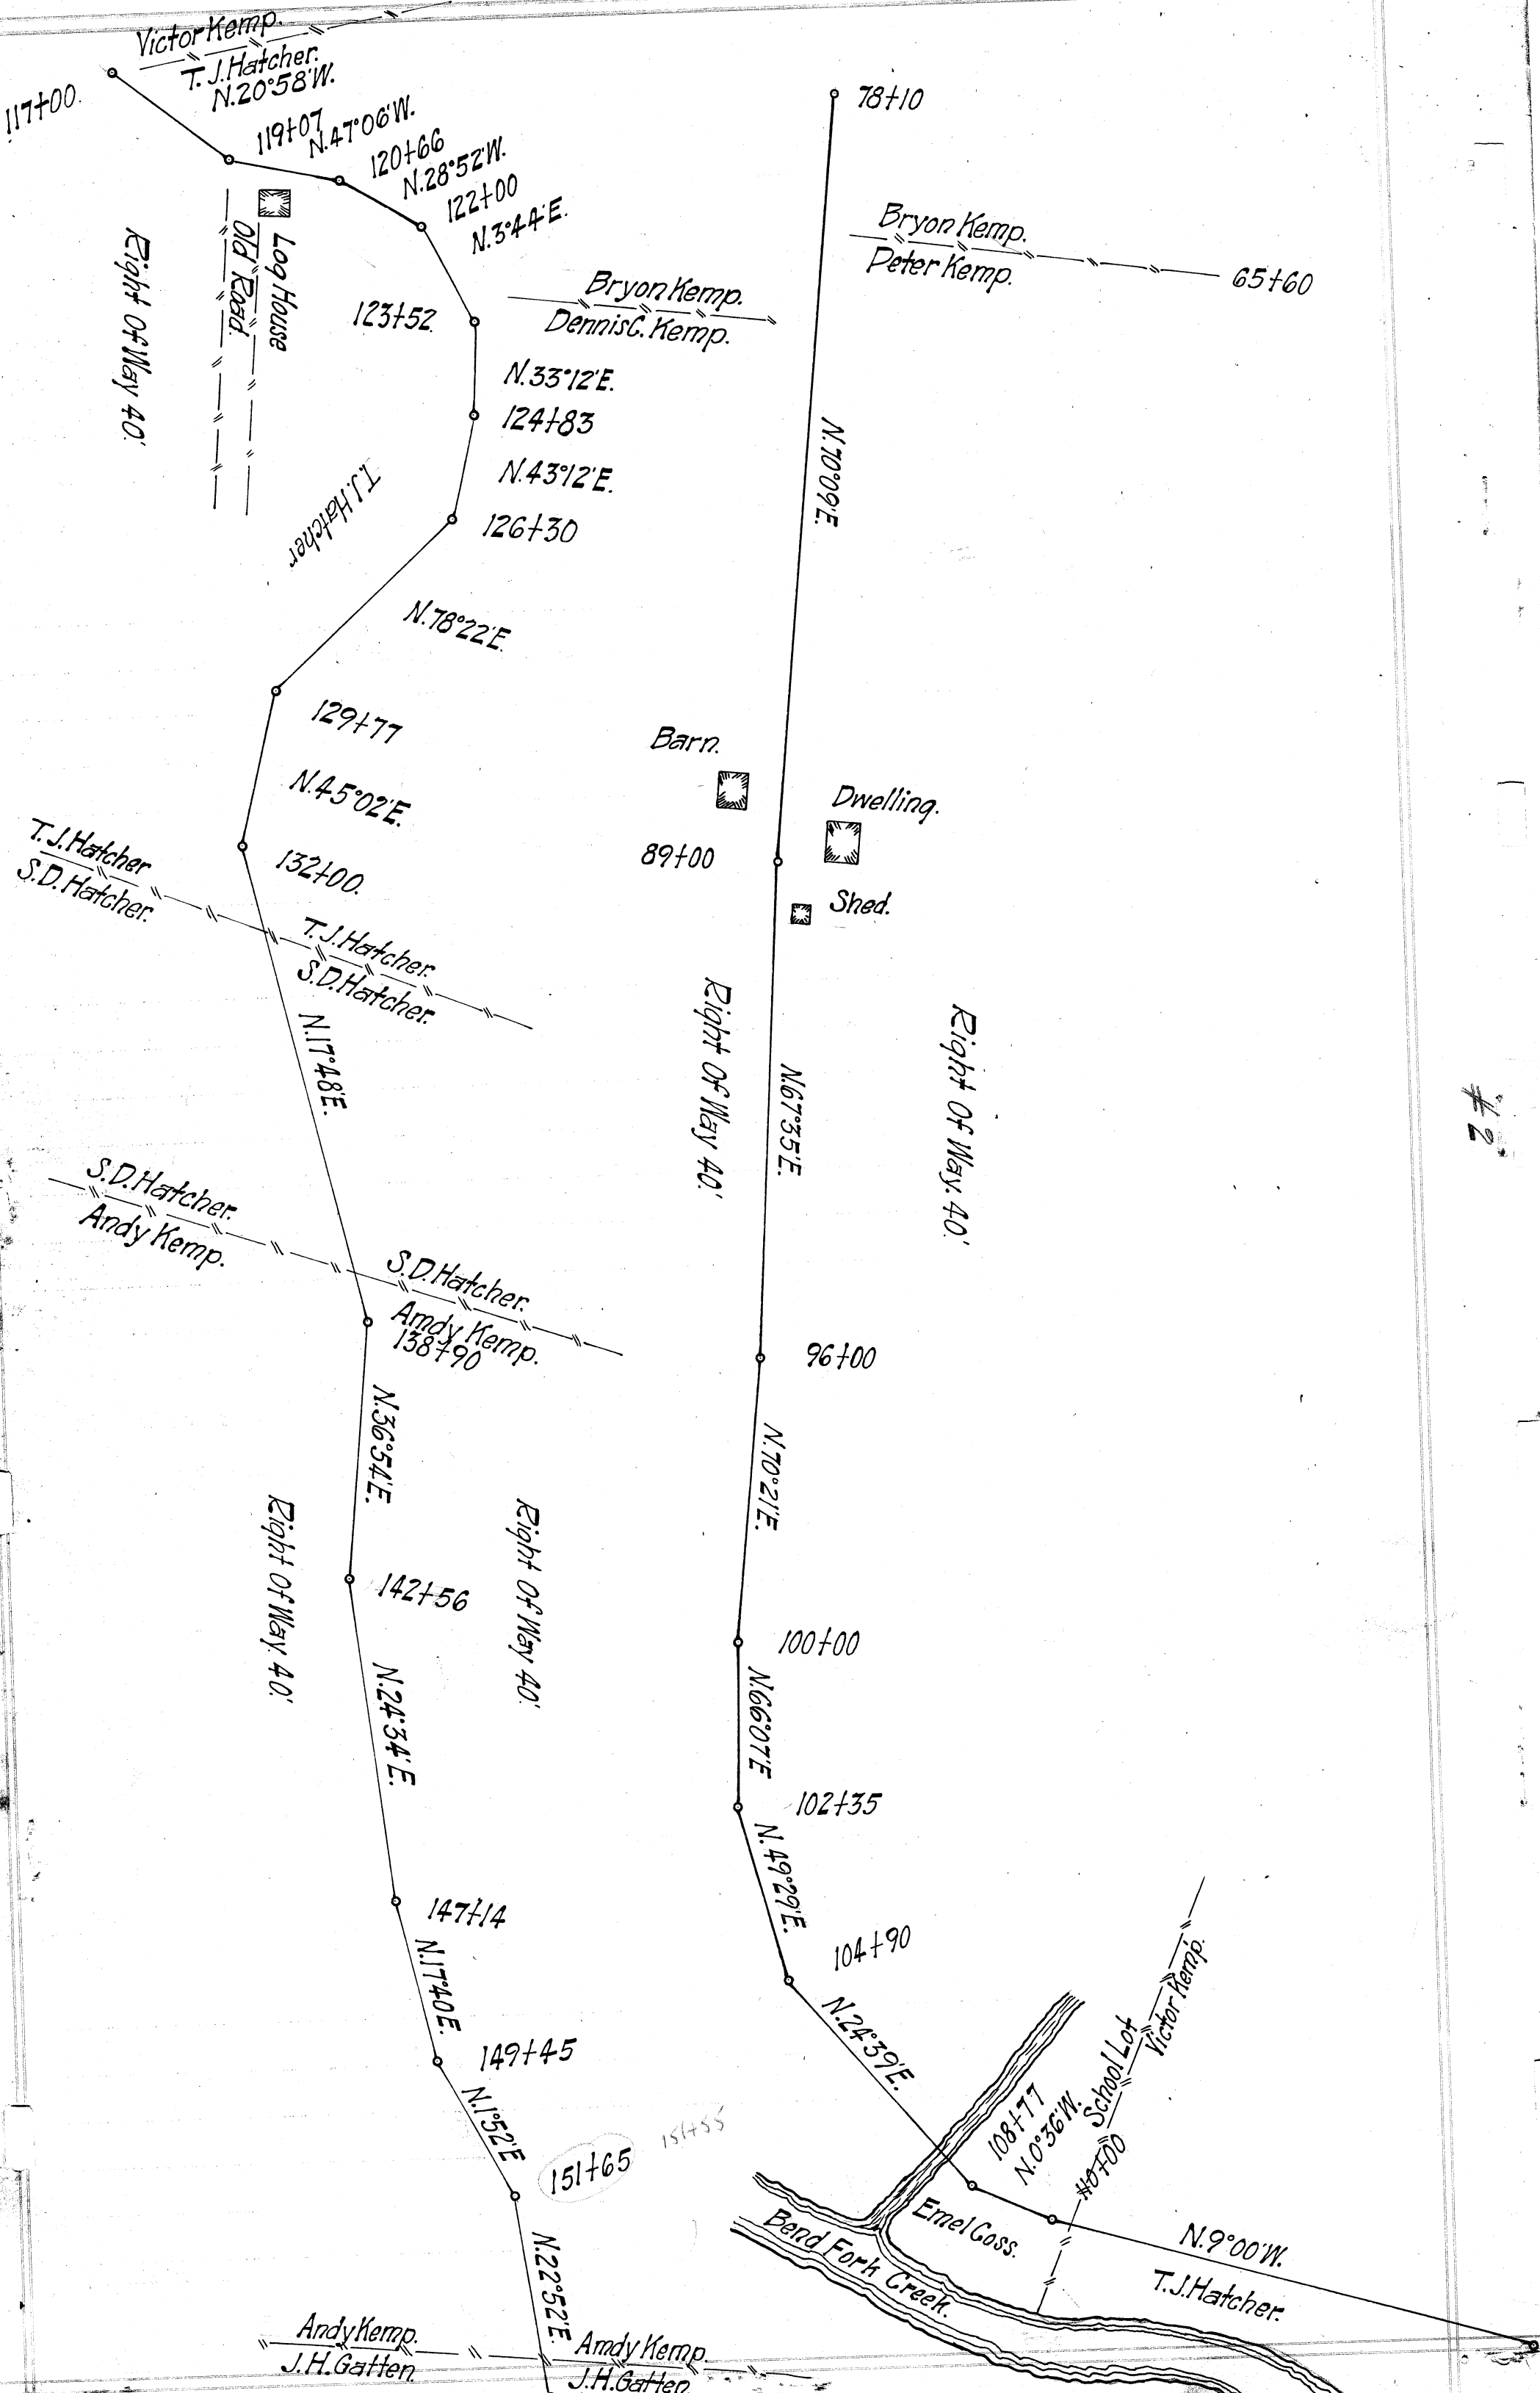 Victor Kemp.
T.J.Hatcher.
N.20°58'W.
117+00.
119+07
N.47°06'W.
120+66
N.28°52'W.
122+00
N.3°44'E.
Log House
Old Road.
Right Of Way 40'.
123+52.
Bryon Kemp.
Dennis C. Kemp.
N.33°12'E.
124+83
N.43°12'E.
126+30
T.J.Hatcher
N.78°22'E.
129+77
N.45°02'E.
132+00.
T.J.Hatcher
S.D.Hatcher.
T.J.Hatcher.
S.D.Hatcher.
N.17°48'E.
S.D.Hatcher.
Andy Kemp.
S.D.Hatcher.
Amdy Kemp.
138+90
N.36°54'E.
Right Of Way. 40'.
Right Of Way 40'.
142+56
N.24°34'E.
147+14
N.17°40'E.
149+45
N.1°52'E
151+65
151+55
N.22°52'E.
Andy Kemp.
J.H.Gatten.
Amdy Kemp.
J.H.Gatten
78+10
Bryon Kemp.
Peter Kemp.
65+60
N.70°09'E.
Barn.
Dwelling.
89+00
Shed.
Right Of Way 40'.
N.67°35'E.
Right Of Way. 40'.
#2
96+00
N.70°21'E.
100+00
N.66°07'E
102+35
N.49°29'E.
104+90
N.24°39'E.
108+77
N.0°36'W.
School Lot
Victor Kemp.
110+00
Emel Goss.
Bend Fork Creek.
N.9°00'W.
T.J.Hatcher.